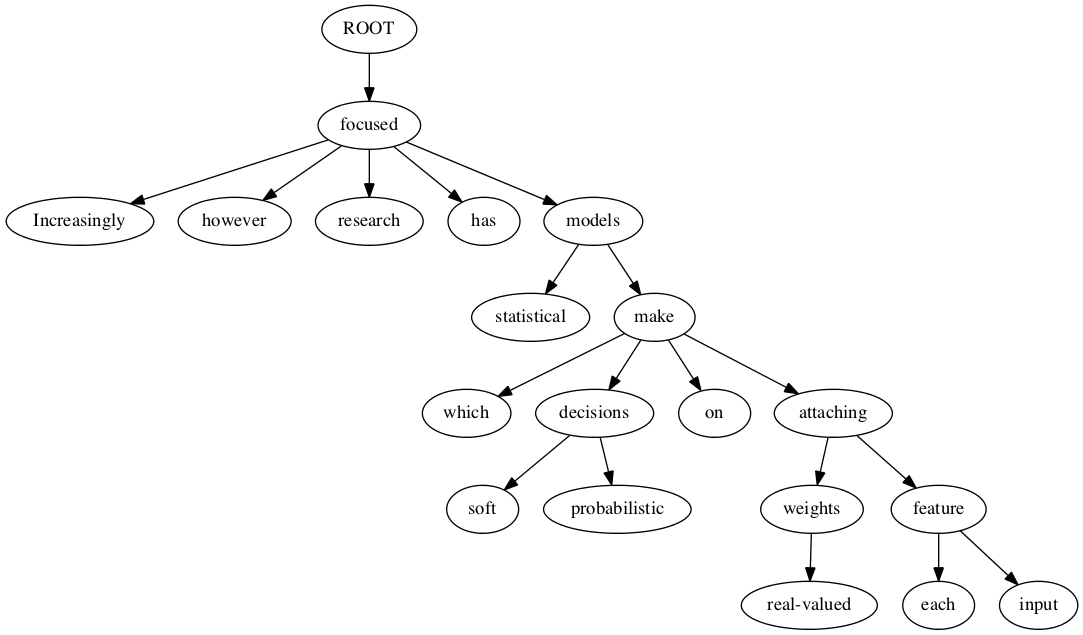 ROOT
focused
Increasingly however research has models
statistical make
which decisions on attaching
soft probabilistic weights feature
real-valued each input